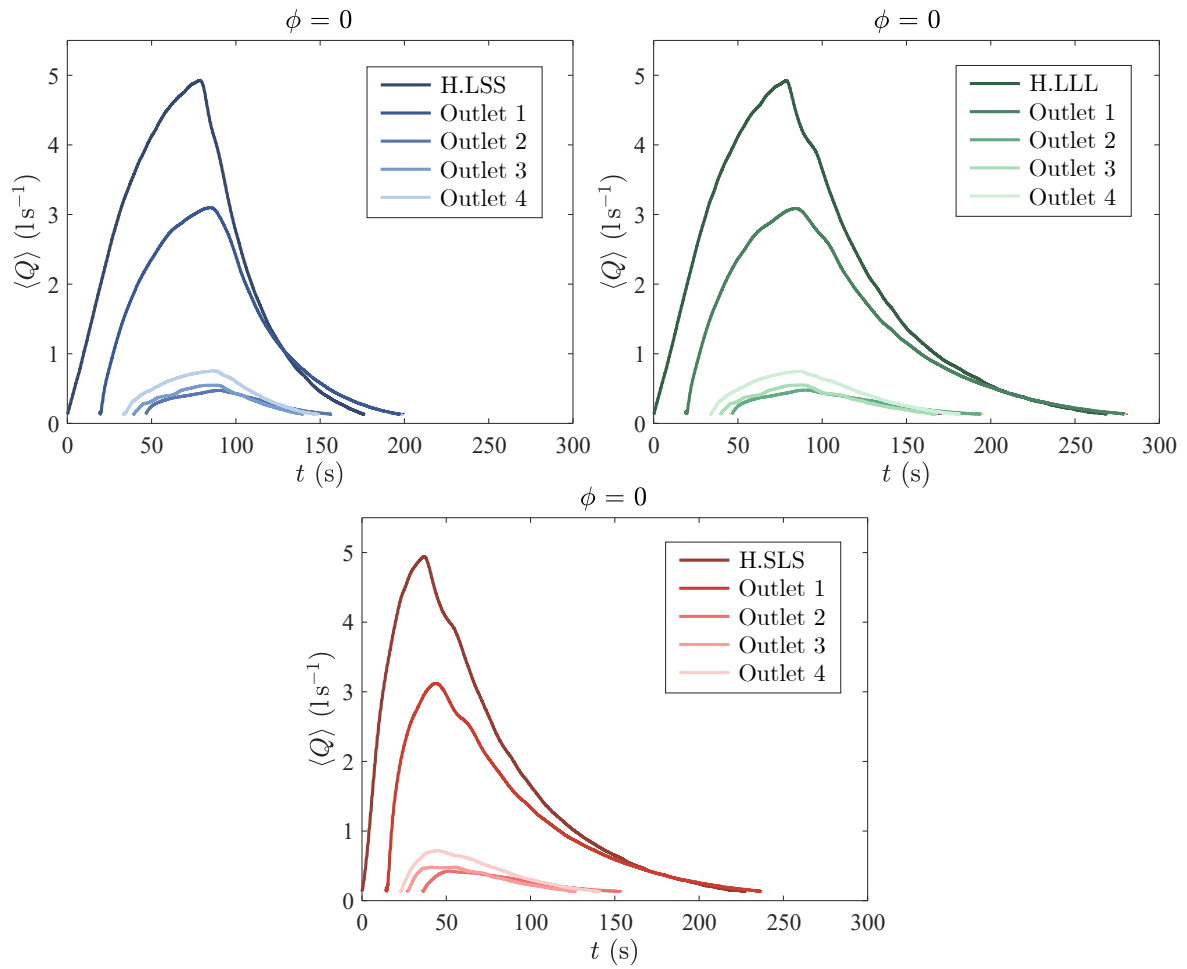 ϕ = 0
5
4
3
2
1
0
⟨Q⟩ (l s⁻¹)
H.LSS
Outlet 1
Outlet 2
Outlet 3
Outlet 4
0 50 100 150 200 250 300
t (s)
ϕ = 0
5
4
3
2
1
0
⟨Q⟩ (l s⁻¹)
H.LLL
Outlet 1
Outlet 2
Outlet 3
Outlet 4
0 50 100 150 200 250 300
t (s)
ϕ = 0
5
4
3
2
1
0
⟨Q⟩ (l s⁻¹)
H.SLS
Outlet 1
Outlet 2
Outlet 3
Outlet 4
0 50 100 150 200 250 300
t (s)